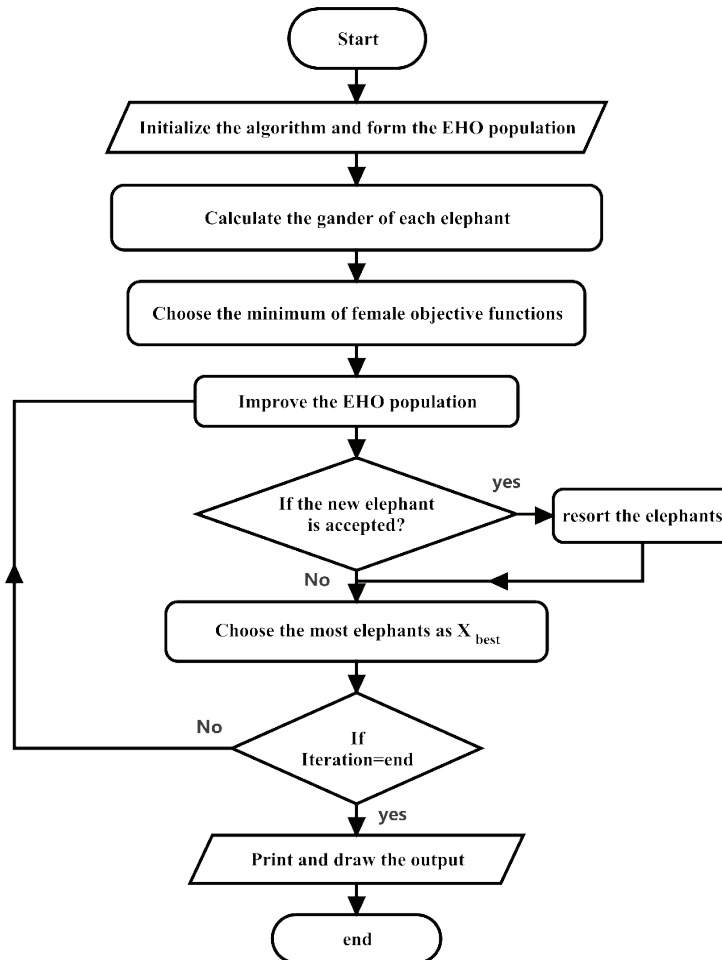 Start
Initialize the algorithm and form the EHO population
Calculate the gander of each elephant
Choose the minimum of female objective functions
Improve the EHO population
If the new elephant
is accepted?
yes
resort the elephants
No
Choose the most elephants as X best
If
Iteration=end
No
yes
Print and draw the output
end